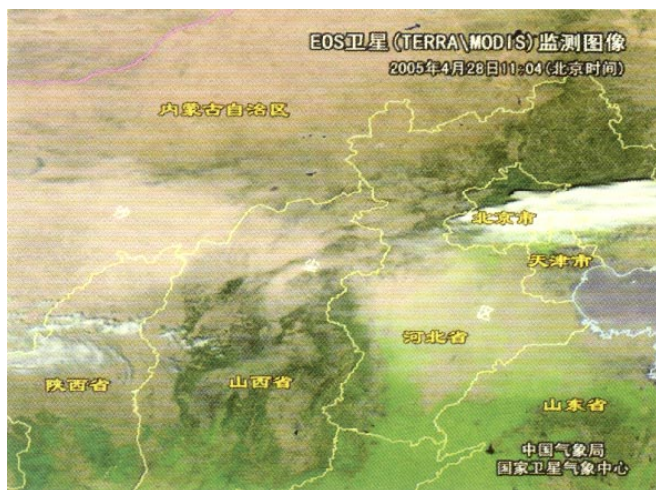 EOS卫星(TERRA\MODIS)监测图像
2005年4月28日11:04(北京时间)
内蒙古自治区
沙
北京市
天津市
尘
区
河北省
陕西省
山西省
山东省
中国气象局
国家卫星气象中心